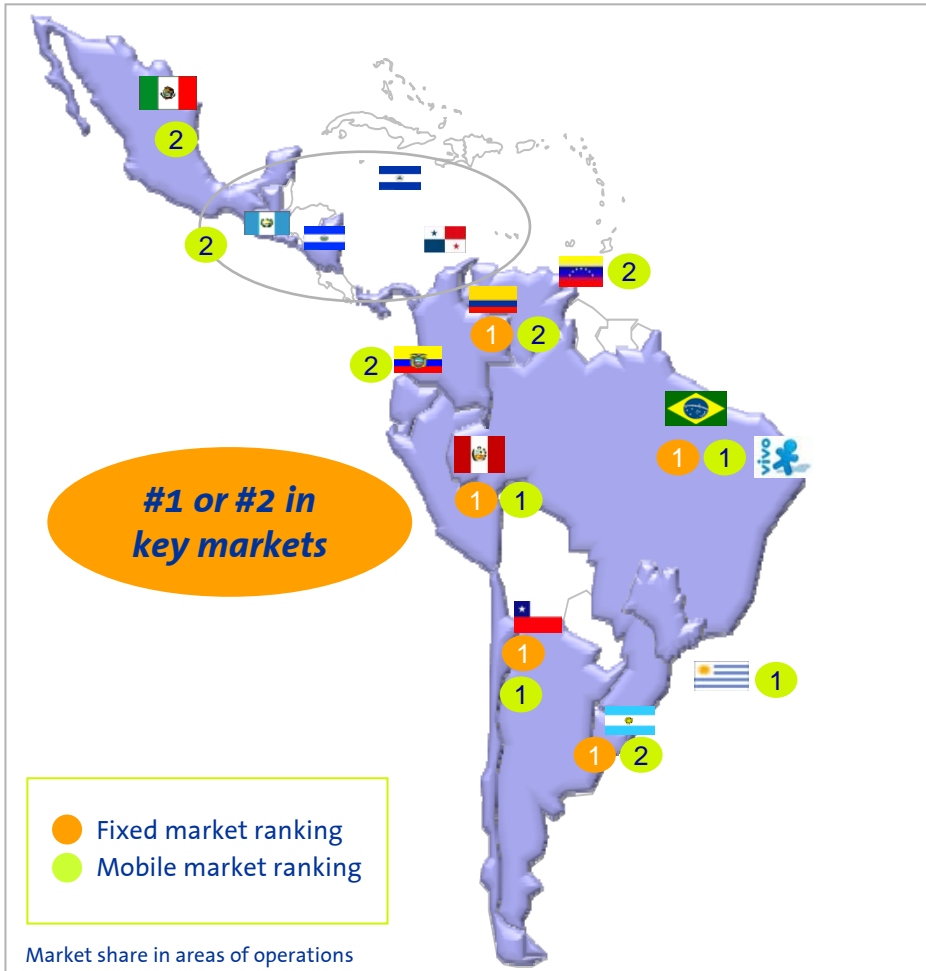 2
2
2
1 2
2
1 1
vivo
1 1
#1 or #2 in
key markets
1
1
1
1 2
Fixed market ranking
Mobile market ranking
Market share in areas of operations